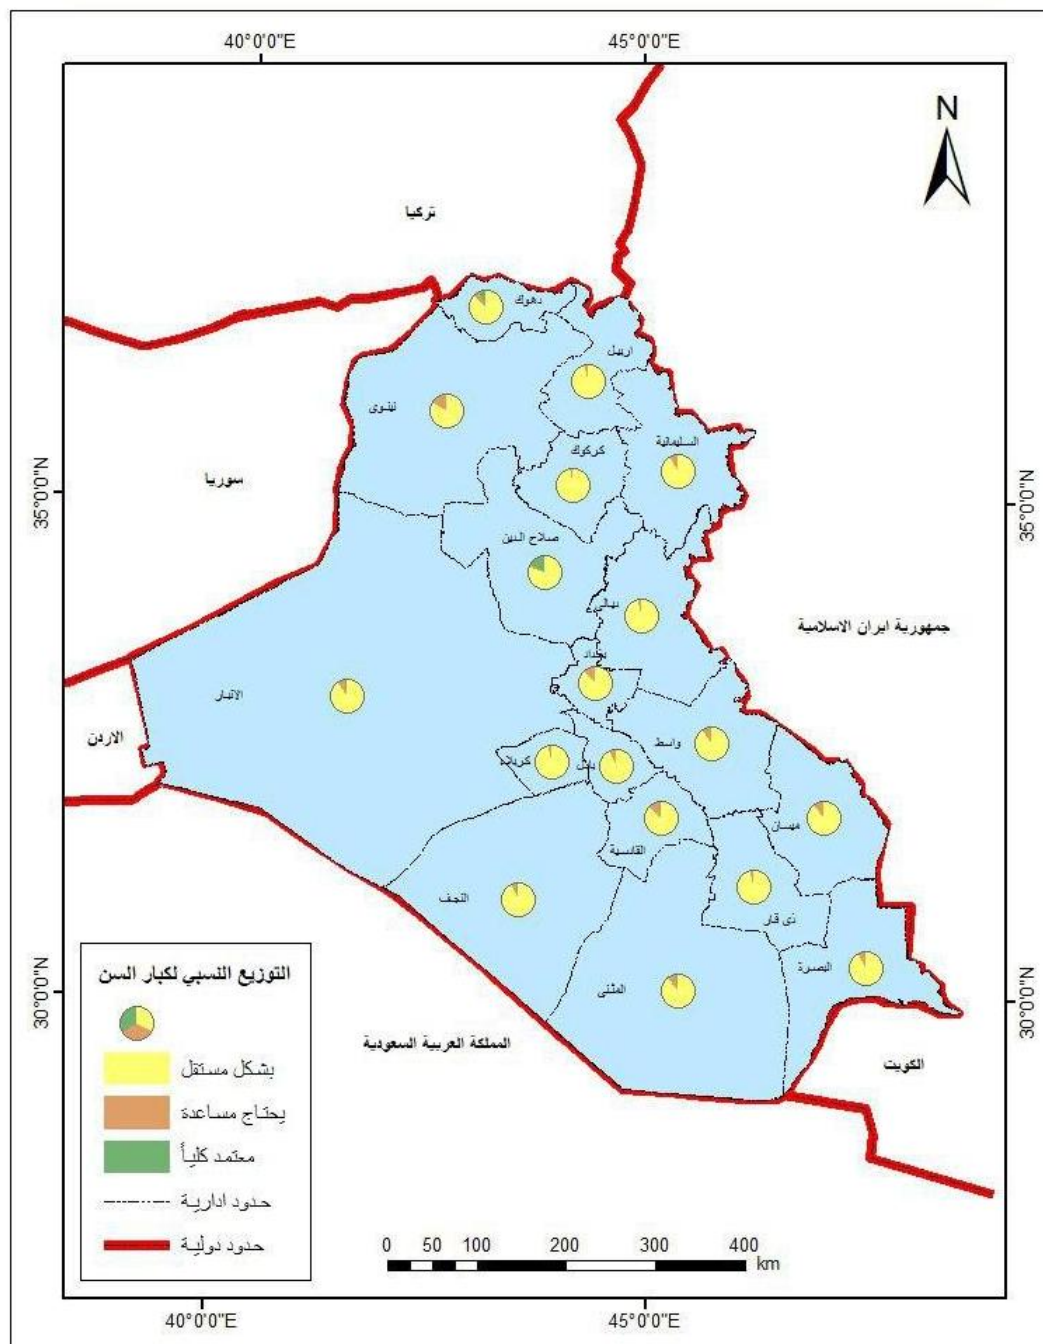 40°0'0"E 45°0'0"E
N
تركيا
دهوك
اربيل
نينوى
السليمانية
كركوك
35°0'0"N
سوريا
35°0'0"N
صلاح الدين
ديالى
جمهورية ايران الاسلامية
بغداد
الانبار
الاردن
واسط
كربلاء
بابل
ميسان
القادسية
النجف
ذي قار
البصرة
المثنى
30°0'0"N
30°0'0"N
المملكة العربية السعودية
الكويت
التوزيع النسبي لكبار السن
بشكل مستقل
يحتاج مساعدة
معتمد كلياً
حدود ادارية
حدود دولية
0 50 100 200 300 400
km
40°0'0"E 45°0'0"E